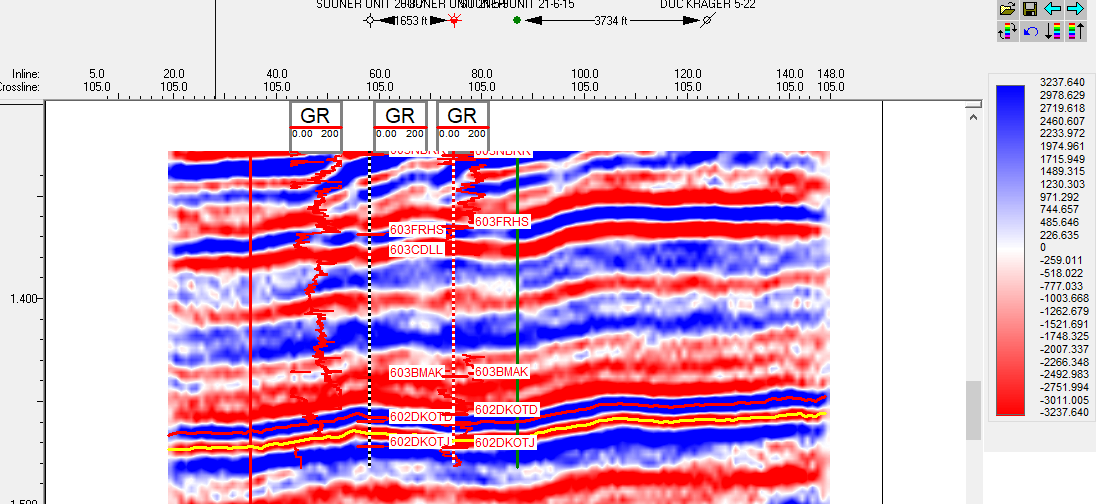 SOONER UNIT 21-6-15
DUC KRAGER 5-22
1653 ft
3734 ft
Inline: 5.0 20.0 40.0 60.0 80.0 100.0 120.0 140.0 148.0
Crossline: 105.0 105.0 105.0 105.0 105.0 105.0 105.0 105.0 105.0
GR GR GR
0.00 200 0.00 200 0.00 200
603NBRR 603NBRR
603FRHS
603FRHS
603CDLL
1.400
603BMAK 603BMAK
602DKOTD
602DKOTD
602DKOTJ 602DKOTJ
1.500
3237.640
2978.629
2719.618
2460.607
2233.972
1974.961
1715.949
1489.315
1230.303
971.292
744.657
485.646
226.635
0
-259.011
-518.022
-777.033
-1003.668
-1262.679
-1521.691
-1748.325
-2007.337
-2266.348
-2492.983
-2751.994
-3011.005
-3237.640